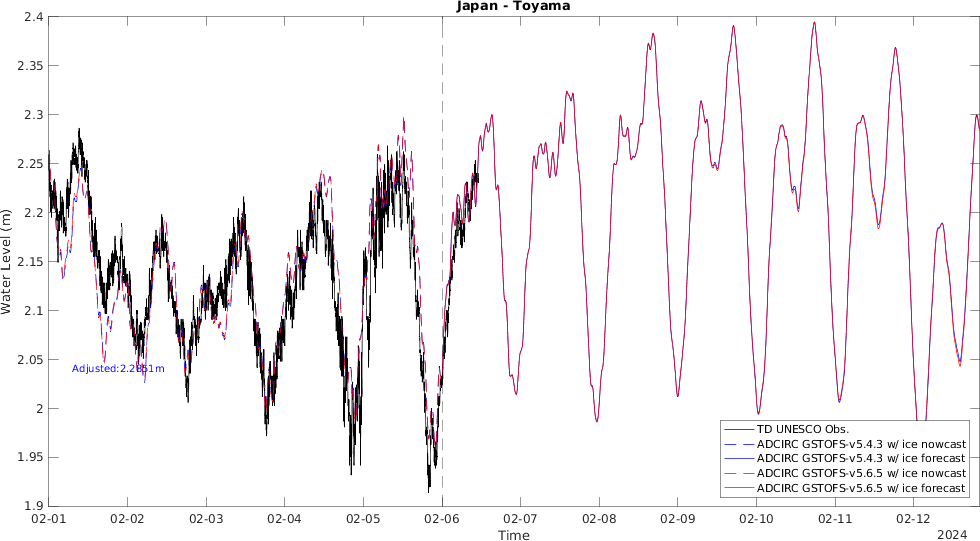 Japan - Toyama
Water Level (m)
2.4
2.35
2.3
2.25
2.2
2.15
2.1
2.05
2
1.95
1.9
TD UNESCO Obs.
ADCIRC GSTOFS-v5.4.3 w/ ice nowcast
ADCIRC GSTOFS-v5.4.3 w/ ice forecast
ADCIRC GSTOFS-v5.6.5 w/ ice nowcast
ADCIRC GSTOFS-v5.6.5 w/ ice forecast
02-01 02-02 02-03 02-04 02-05 02-06 02-07 02-08 02-09 02-10 02-11 02-12
Time
2024